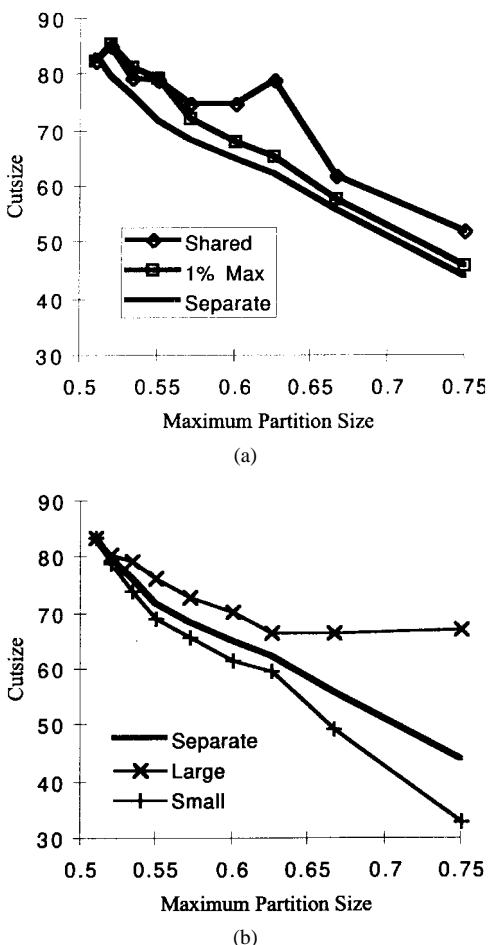 90
80
70
60
50
40
30
Cutsize
Shared
1% Max
Separate
0.5 0.55 0.6 0.65 0.7 0.75
Maximum Partition Size
(a)
90
80
70
60
50
40
30
Cutsize
Separate
Large
Small
0.5 0.55 0.6 0.65 0.7 0.75
Maximum Partition Size
(b)